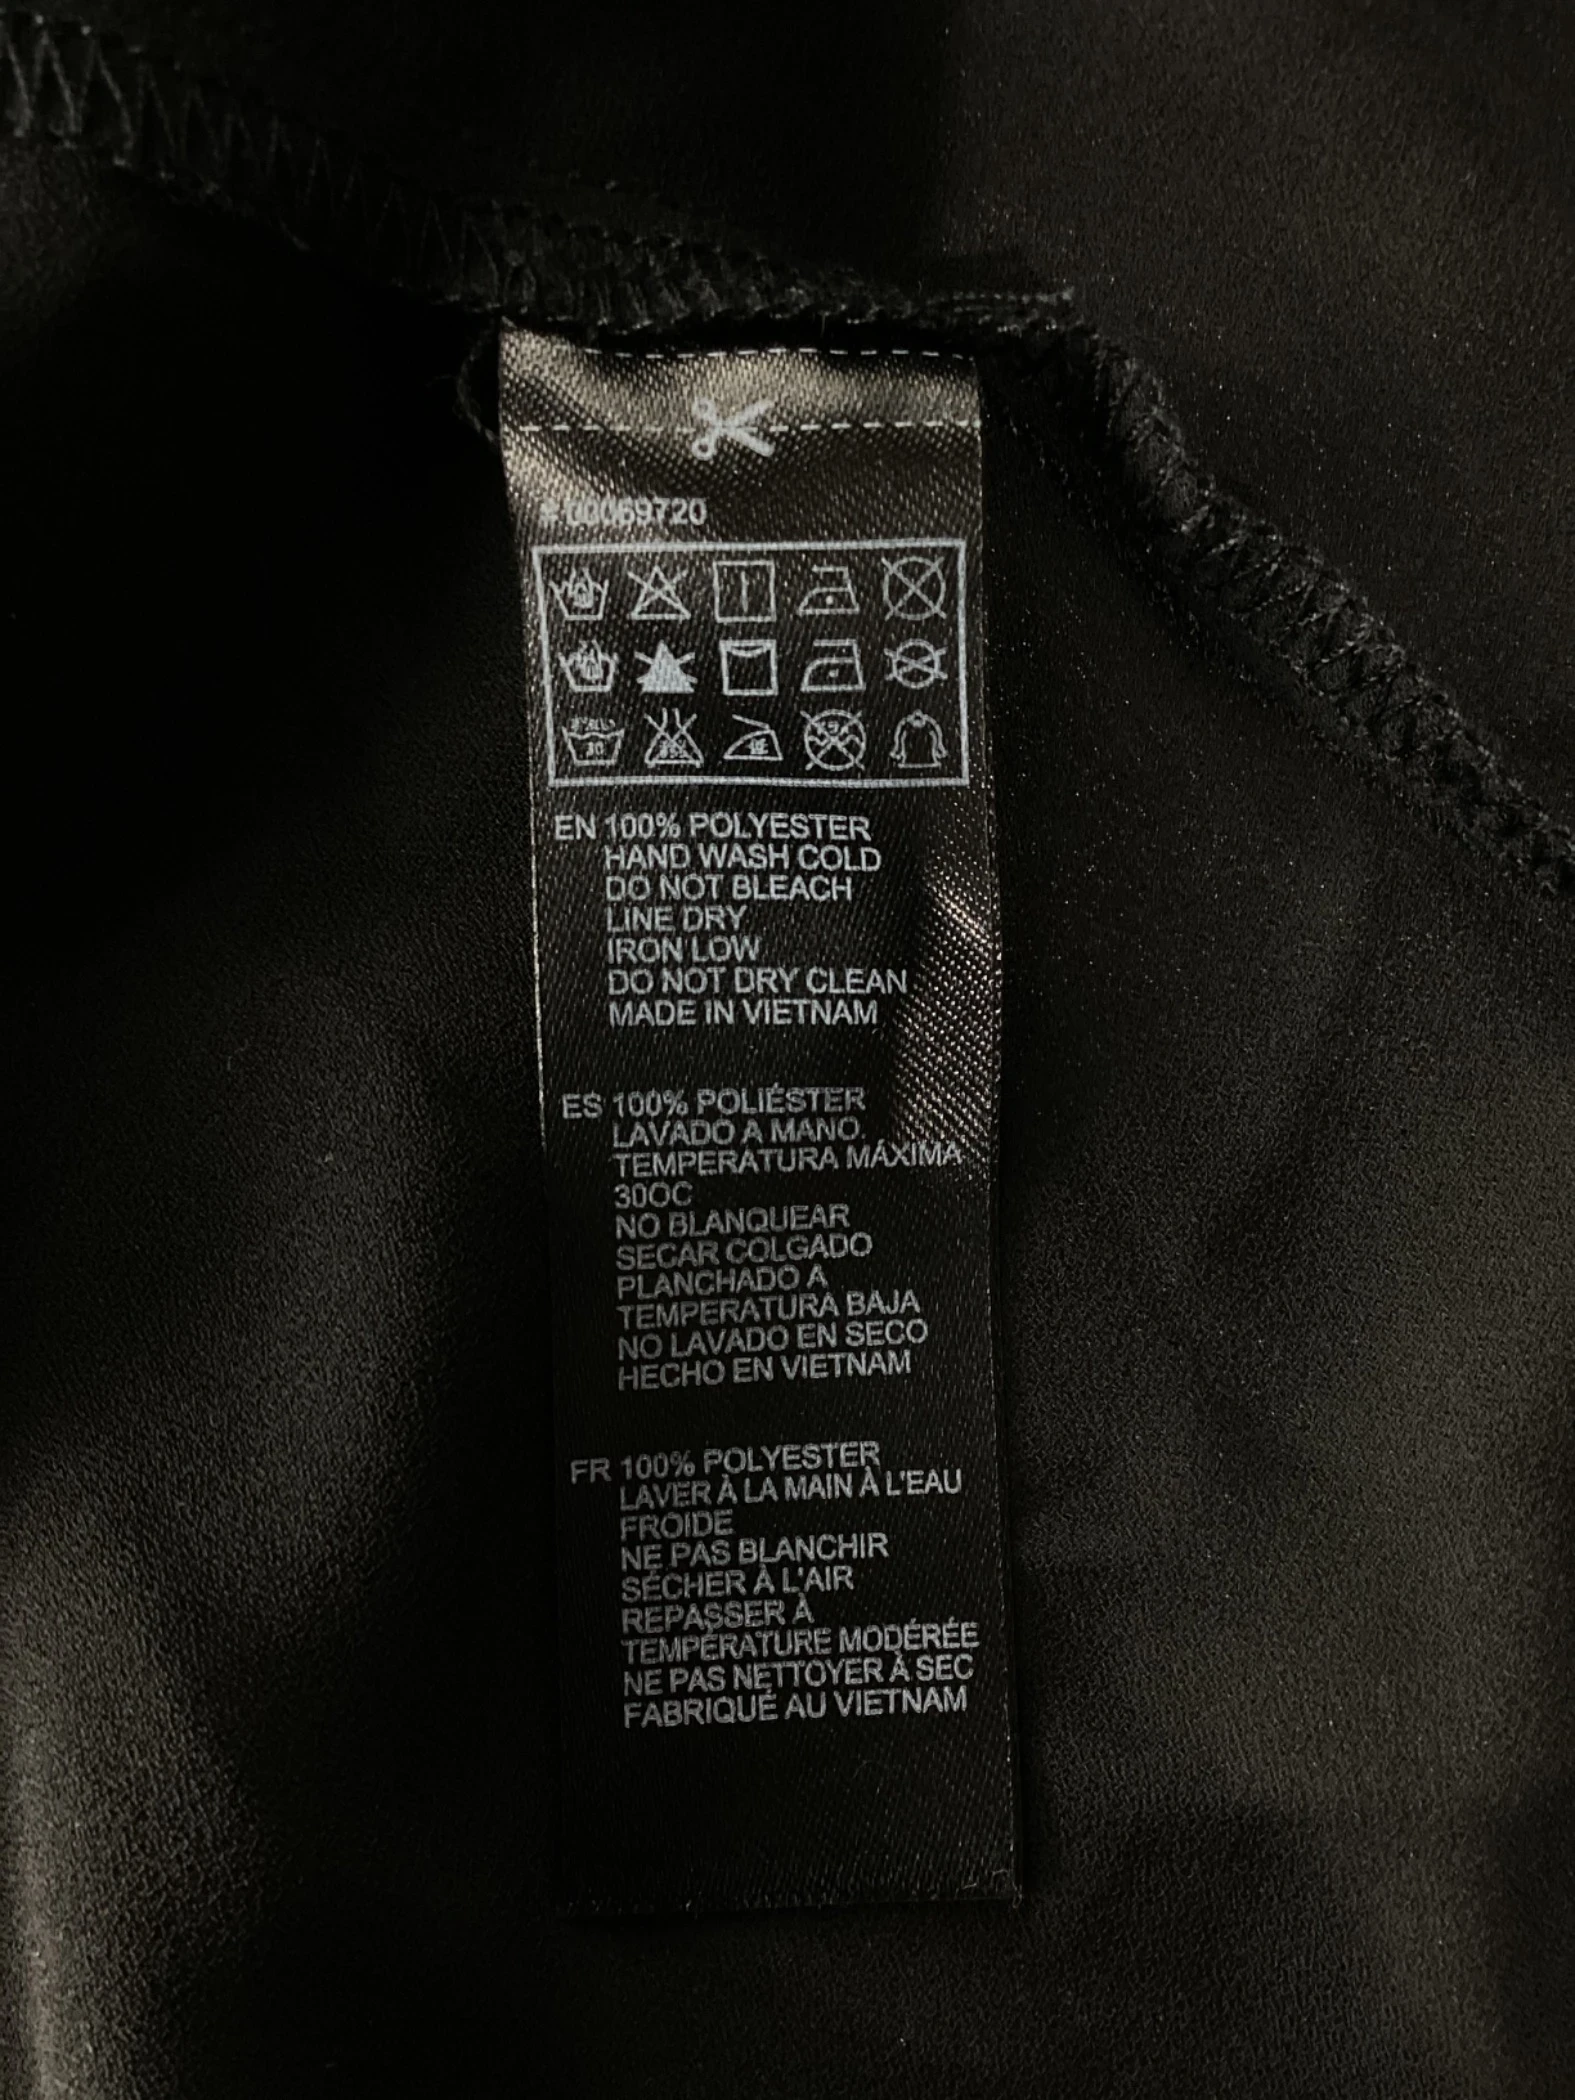 # 00069720
EN 100% POLYESTER
HAND WASH COLD
DO NOT BLEACH
LINE DRY
IRON LOW
DO NOT DRY CLEAN
MADE IN VIETNAM
ES 100% POLIÉSTER
LAVADO A MANO.
TEMPERATURA MÁXIMA
30OC
NO BLANQUEAR
SECAR COLGADO
PLANCHADO A
TEMPERATURA BAJA
NO LAVADO EN SECO
HECHO EN VIETNAM
FR 100% POLYESTER
LAVER À LA MAIN À L'EAU
FROIDE
NE PAS BLANCHIR
SÉCHER À L'AIR
REPASSER À
TEMPÉRATURE MODÉRÉE
NE PAS NETTOYER À SEC
FABRIQUÉ AU VIETNAM